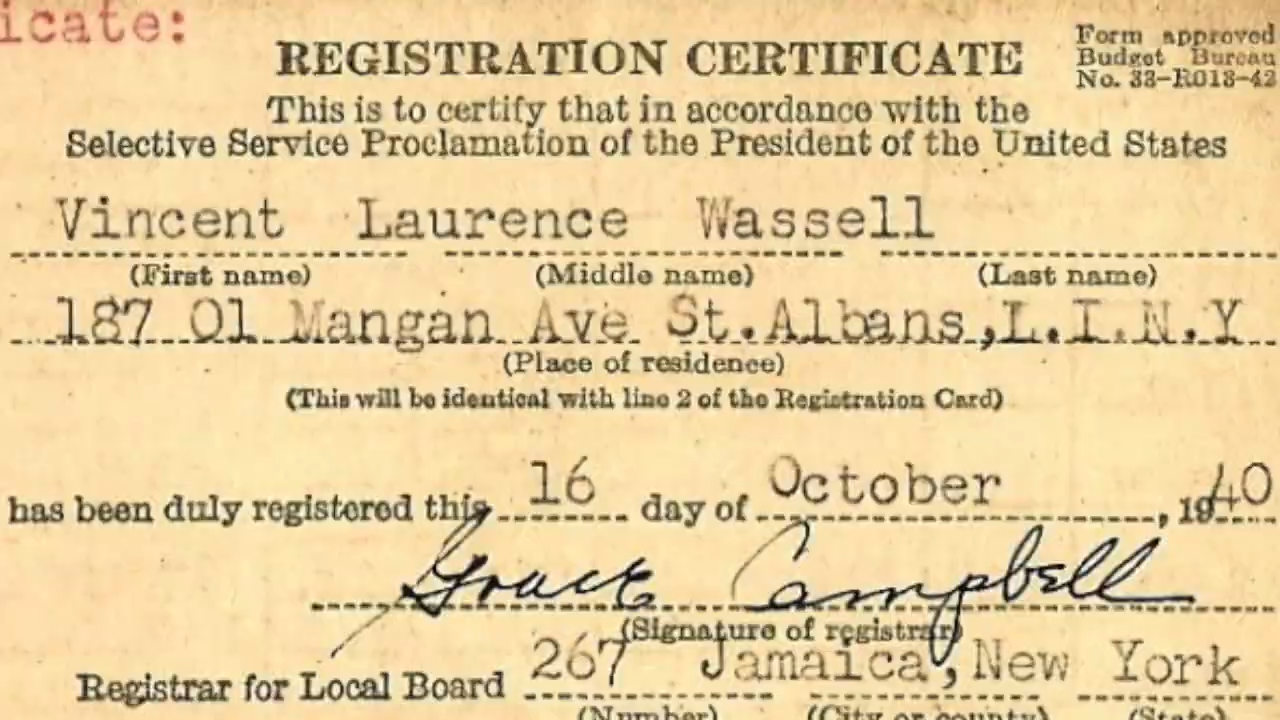 icate:
REGISTRATION CERTIFICATE
Form approved
Budget Bureau
No. 33-R013-42
This is to certify that in accordance with the
Selective Service Proclamation of the President of the United States
Vincent Laurence Wassell
(First name) (Middle name) (Last name)
187 01 Mangan Ave St.Albans,L.I.N.Y
(Place of residence)
(This will be identical with line 2 of the Registration Card)
has been duly registered this 16 day of October , 1940
Grace Campbell
(Signature of registrar)
Registrar for Local Board 267 Jamaica, New York
(Number) (City or county) (State)